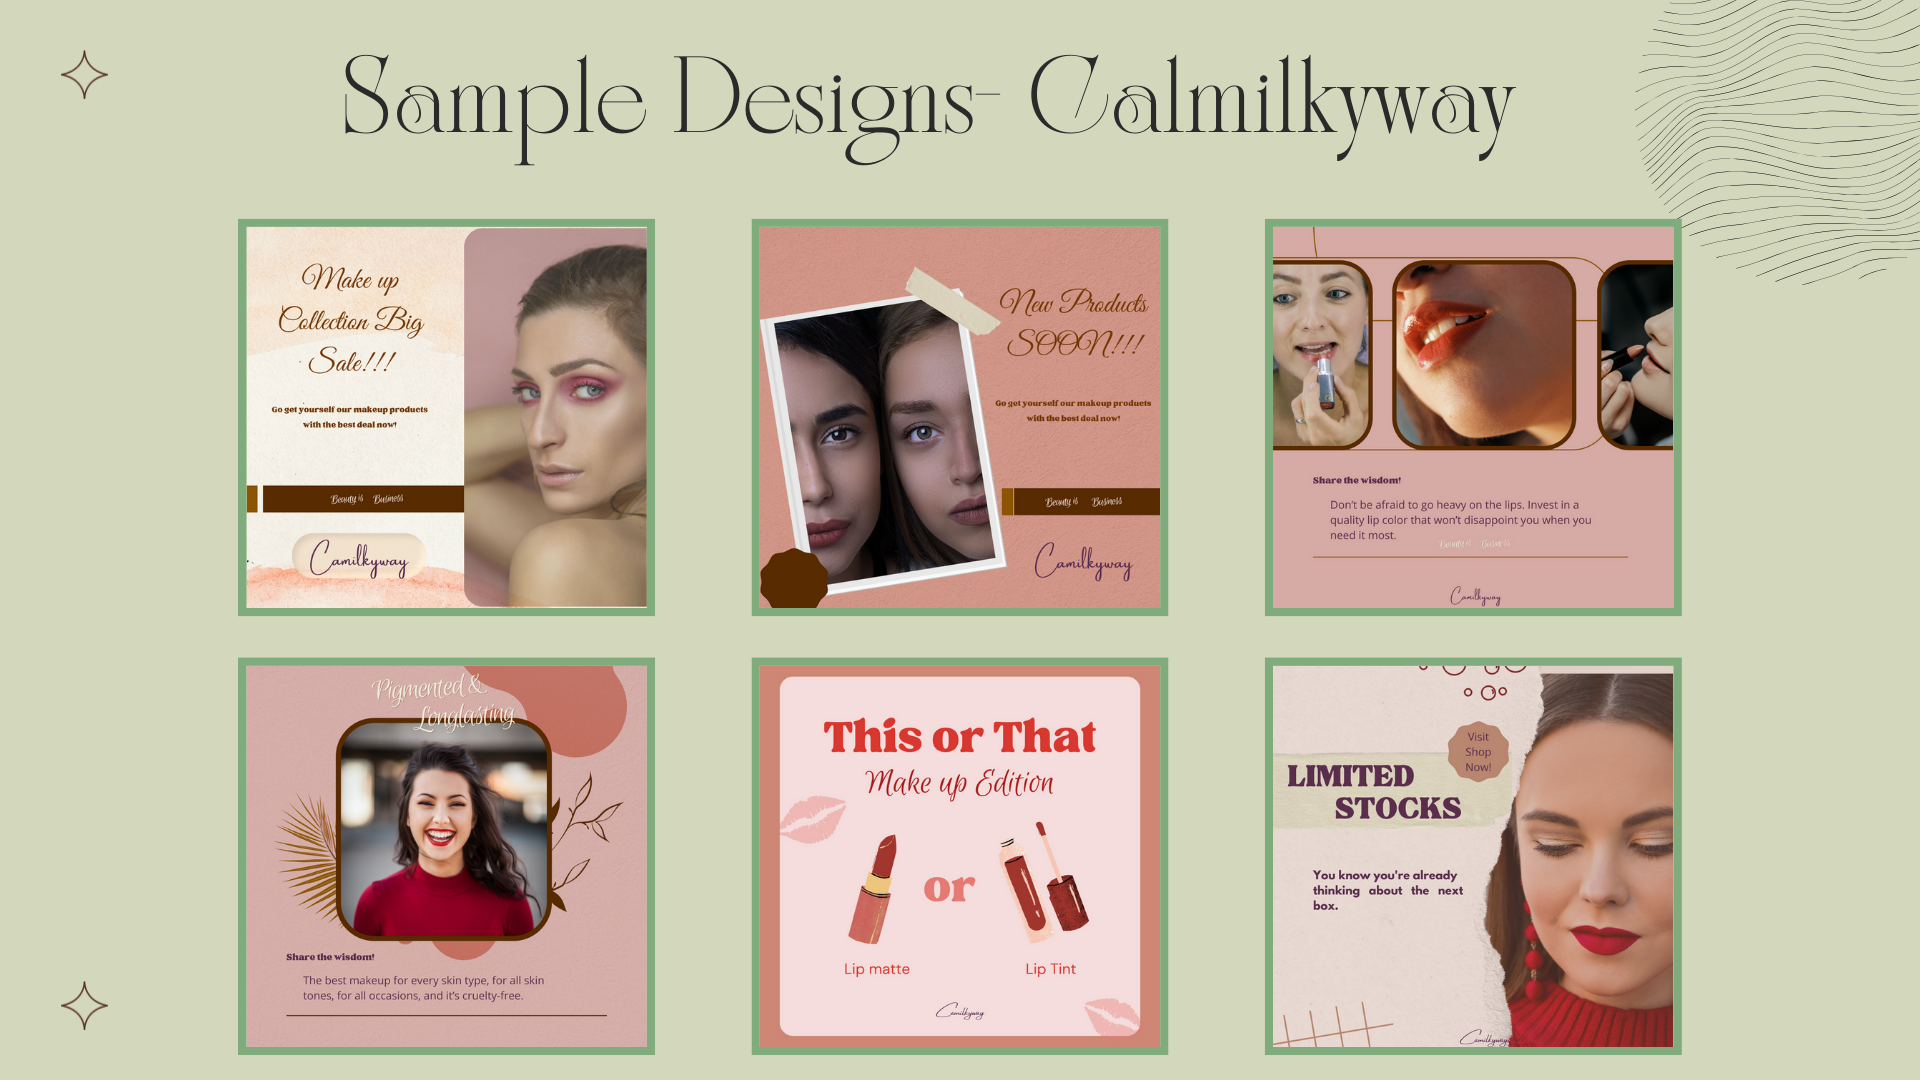 Sample Designs- Calmilkyway
Make up
Collection Big
Sale!!!
Go get yourself our makeup products
with the best deal now!
Beauty is Business
Camilkyway
New Products
SOON!!!
Go get yourself our makeup products
with the best deal now!
Beauty is Business
Camilkyway
Share the wisdom!
Don't be afraid to go heavy on the lips. Invest in a
quality lip color that won't disappoint you when you
need it most.
Beauty is Business
Camilkyway
Pigmented &
Longlasting
Share the wisdom!
The best makeup for every skin type, for all skin
tones, for all occasions, and it's cruelty-free.
This or That
Make up Edition
or
Lip matte
Lip Tint
Camilkyway
Visit
Shop
Now!
LIMITED
STOCKS
You know you're already
thinking about the next
box.
Camilkyway